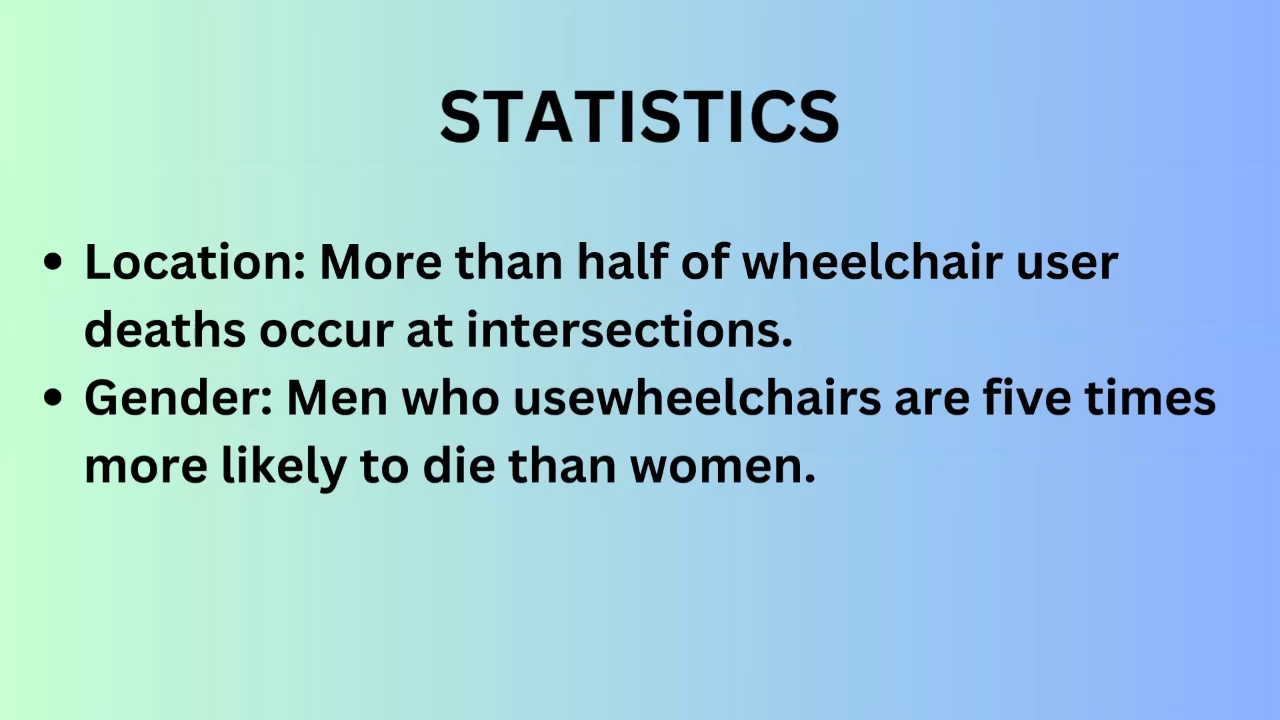 STATISTICS
• Location: More than half of wheelchair user
deaths occur at intersections.
• Gender: Men who usewheelchairs are five times
more likely to die than women.